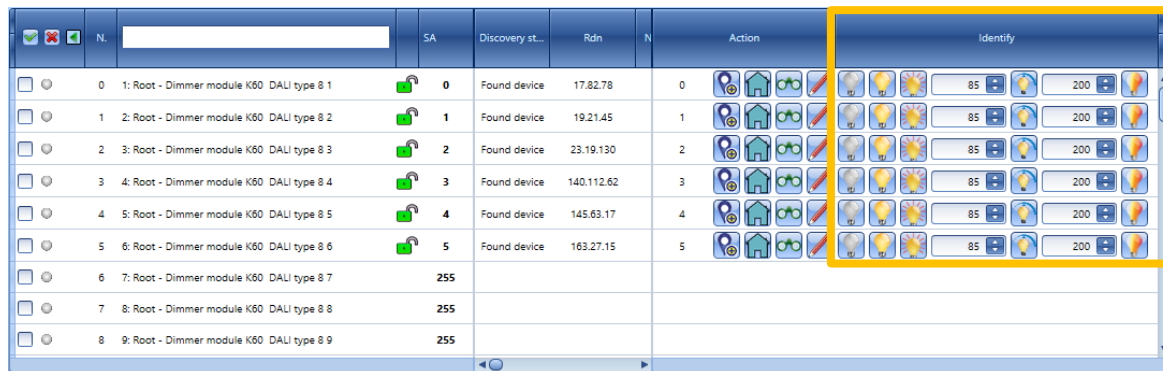 N. SA Discovery st... Rdn N Action Identify
0 1: Root - Dimmer module K60 DALI type 8 1 0 Found device 17.82.78 0 85 200
1 2: Root - Dimmer module K60 DALI type 8 2 1 Found device 19.21.45 1 85 200
2 3: Root - Dimmer module K60 DALI type 8 3 2 Found device 23.19.130 2 85 200
3 4: Root - Dimmer module K60 DALI type 8 4 3 Found device 140.112.62 3 85 200
4 5: Root - Dimmer module K60 DALI type 8 5 4 Found device 145.63.17 4 85 200
5 6: Root - Dimmer module K60 DALI type 8 6 5 Found device 163.27.15 5 85 200
6 7: Root - Dimmer module K60 DALI type 8 7 255
7 8: Root - Dimmer module K60 DALI type 8 8 255
8 9: Root - Dimmer module K60 DALI type 8 9 255